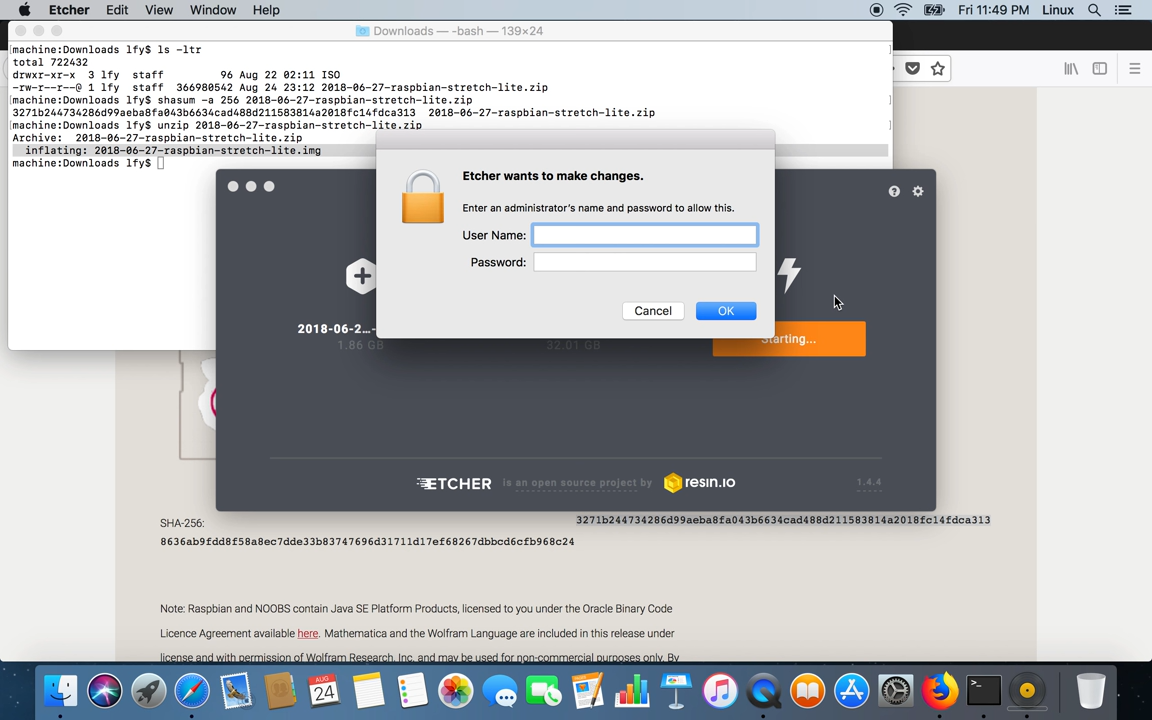 Etcher Edit View Window Help Fri 11:49 PM Linux
Downloads — -bash — 139×24
[machine:Downloads lfy$ ls -ltr ]
total 722432
drwxr-xr-x 3 lfy staff 96 Aug 22 02:11 ISO
-rw-r--r--@ 1 lfy staff 366980542 Aug 24 23:12 2018-06-27-raspbian-stretch-lite.zip
[machine:Downloads lfy$ shasum -a 256 2018-06-27-raspbian-stretch-lite.zip ]
3271b244734286d99aeba8fa043b6634cad488d211583814a2018fc14fdca313 2018-06-27-raspbian-stretch-lite.zip
[machine:Downloads lfy$ unzip 2018-06-27-raspbian-stretch-lite.zip ]
Archive: 2018-06-27-raspbian-stretch-lite.zip
inflating: 2018-06-27-raspbian-stretch-lite.img
machine:Downloads lfy$
Etcher wants to make changes.
Enter an administrator's name and password to allow this.
User Name:
Password:
Cancel OK
2018-06-2...-
1.86 GB
32.01 GB
Starting...
ETCHER is an open source project by resin.io 1.4.4
SHA-256: 3271b244734286d99aeba8fa043b6634cad488d211583814a2018fc14fdca313
8636ab9fdd8f58a8ec7dde33b83747696d31711d17ef68267dbbcd6cfb968c24
Note: Raspbian and NOOBS contain Java SE Platform Products, licensed to you under the Oracle Binary Code
Licence Agreement available here. Mathematica and the Wolfram Language are included in this release under
license and with permission of Wolfram Research, Inc. and may be used for non-commercial purposes only. By
AUG
24